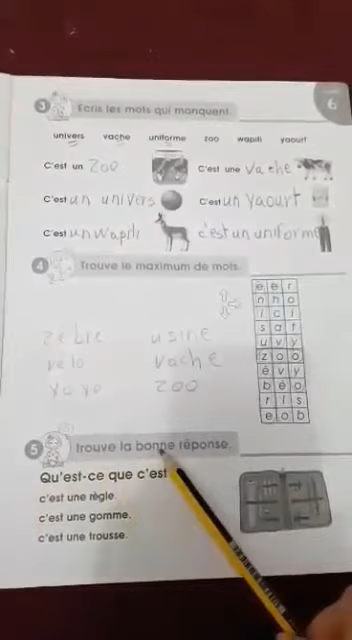 3 Ecris les mots qui manquent.
6
univers vache uniforme zoo wapiti yaourt
C'est un zoo C'est une vache
C'est un univers C'est un yaourt
C'est un wapiti c'est un uniforme
4 Trouve le maximum de mots.
e e r
n h o
i c i
s a t
u v y
z o o
é v y
b é o
r l s
e o b
zebre usine
velo vache
yoyo zoo
5 trouve la bonne réponse.
Qu'est-ce que c'est
c'est une règle.
c'est une gomme.
c'est une trousse.